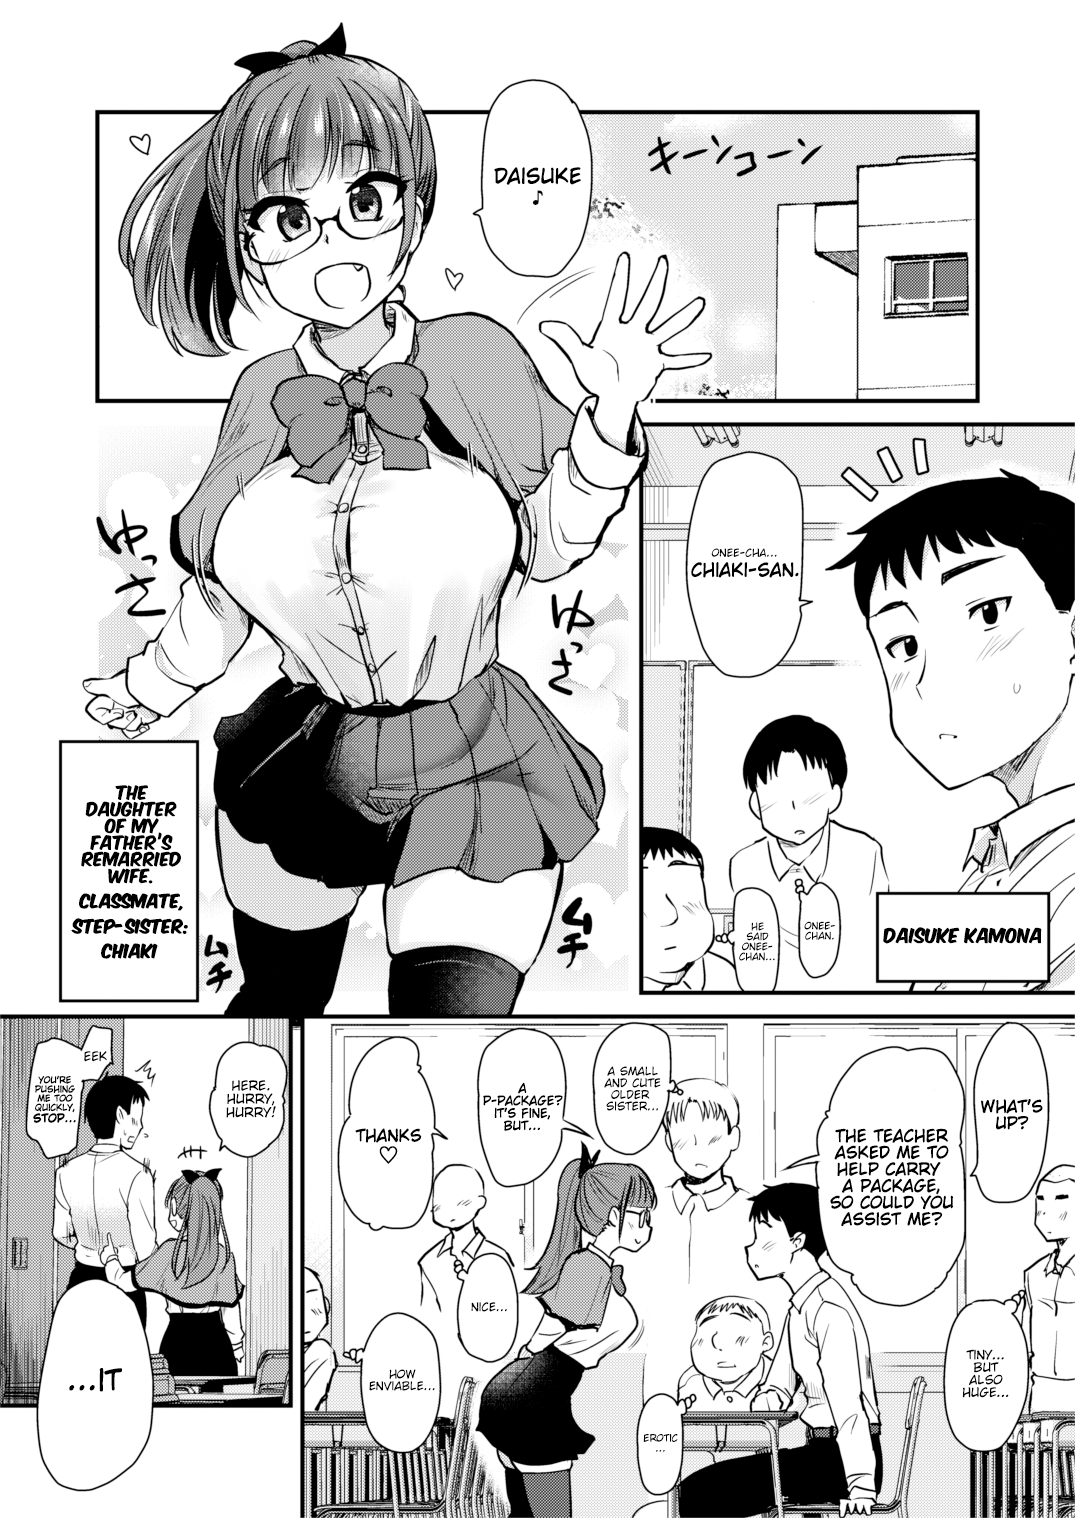 キーンコーン
DAISUKE
♪
ゆっさ
ゆっさ
ムチ
ムチ
THE
DAUGHTER
OF MY
FATHER'S
REMARRIED
WIFE.
CLASSMATE,
STEP-SISTER:
CHIAKI
ONEE-CHA...
CHIAKI-SAN.
ONEE-
CHAN.
HE
SAID
ONEE-
CHAN...
DAISUKE KAMONA
WHAT'S
UP?
THE TEACHER
ASKED ME TO
HELP CARRY
A PACKAGE,
SO COULD YOU
ASSIST ME?
A SMALL
AND CUTE
OLDER
SISTER...
A
P-PACKAGE?
IT'S FINE,
BUT...
THANKS
♡
NICE...
HOW
ENVIABLE...
EROTIC
...
TINY...
BUT
ALSO
HUGE...
HERE.
HURRY,
HURRY!
EEK
YOU'RE
PUSHING
ME TOO
QUICKLY,
STOP...
...IT